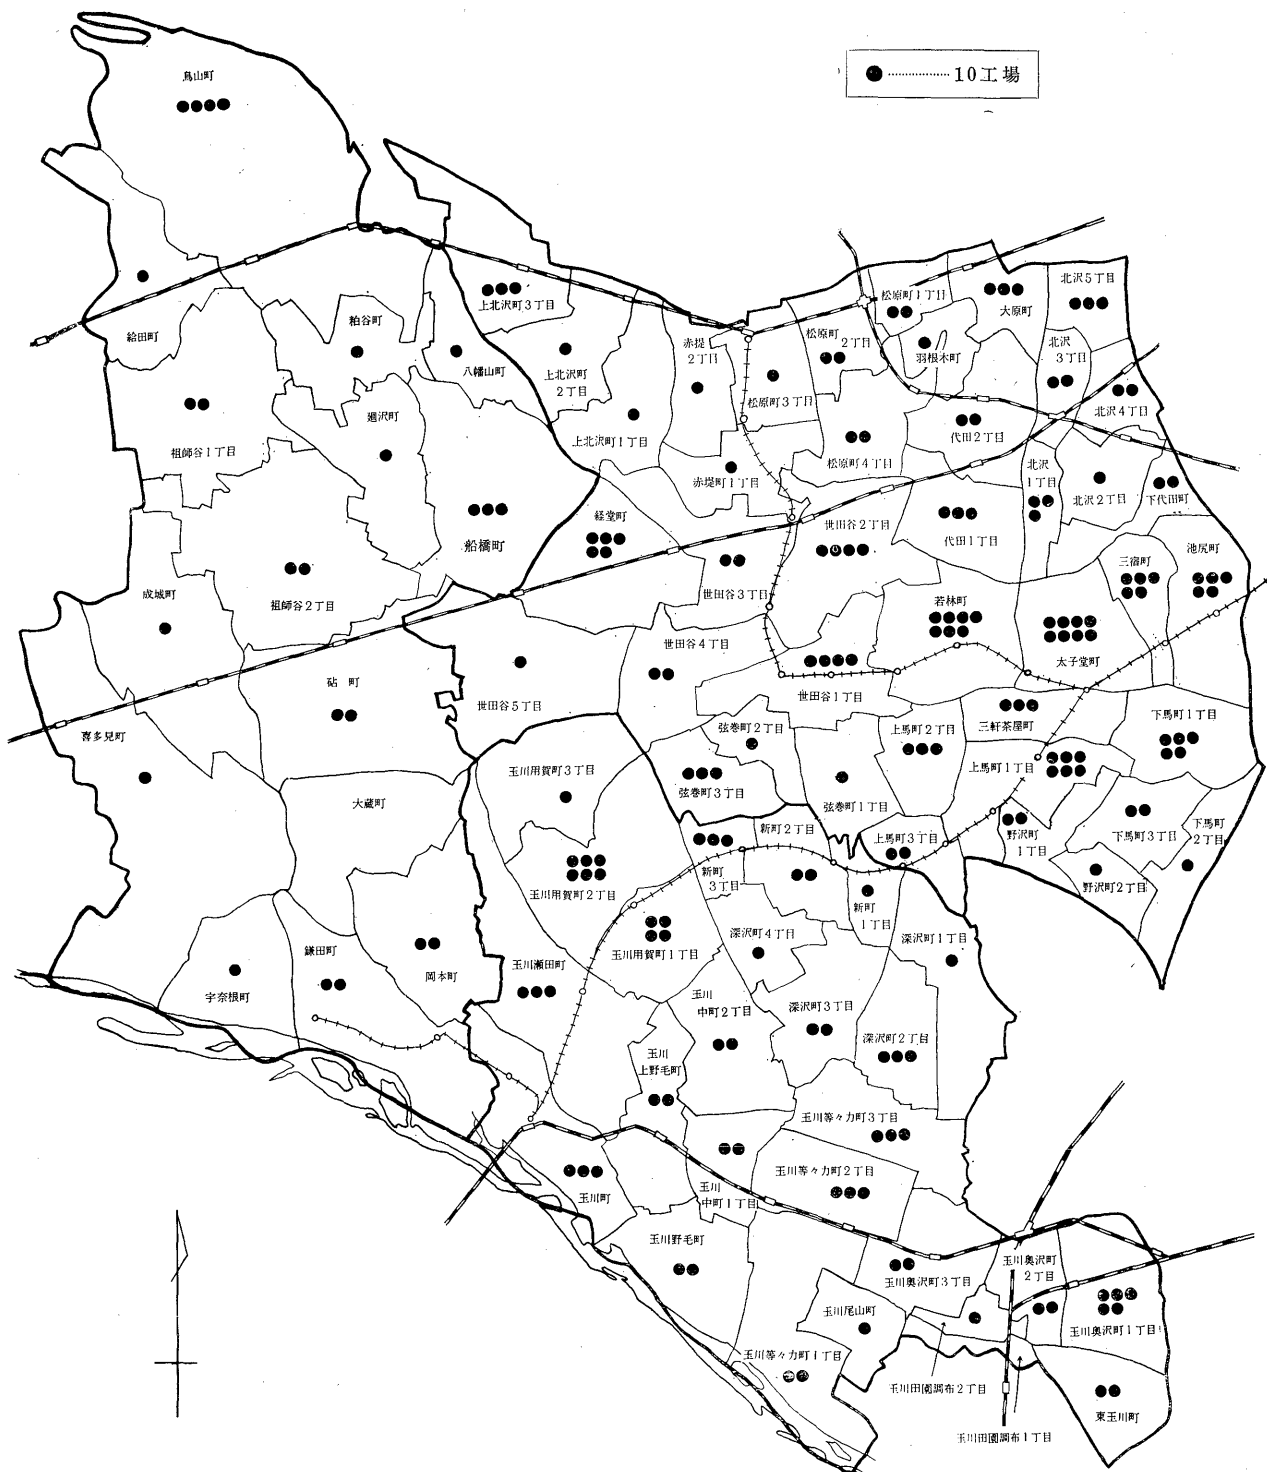 烏山町
●…………… 10工場
給田町
粕谷町
八幡山町
上北沢町3丁目
上北沢町
2丁目
上北沢町1丁目
赤堤
2丁目
赤堤町1丁目
松原町3丁目
松原町
2丁目
松原町1丁目
松原町4丁目
羽根木町
大原町
北沢5丁目
北沢
3丁目
北沢4丁目
代田2丁目
北沢
1丁目
北沢2丁目
下代田町
代田1丁目
祖師谷1丁目
廻沢町
船橋町
経堂町
世田谷2丁目
世田谷3丁目
三宿町
池尻町
成城町
祖師谷2丁目
若林町
太子堂町
世田谷4丁目
世田谷5丁目
世田谷1丁目
砧町
喜多見町
大蔵町
三軒茶屋町
下馬町1丁目
上馬町2丁目
上馬町1丁目
弦巻町2丁目
弦巻町3丁目
弦巻町1丁目
玉川用賀町3丁目
玉川用賀町2丁目
新町2丁目
新町
3丁目
上馬町3丁目
野沢町
1丁目
下馬町3丁目
下馬町
2丁目
野沢町2丁目
新町
1丁目
深沢町1丁目
深沢町4丁目
玉川用賀町1丁目
玉川瀬田町
鎌田町
岡本町
宇奈根町
玉川
中町2丁目
深沢町3丁目
深沢町2丁目
玉川
上野毛町
玉川等々力町3丁目
玉川等々力町2丁目
玉川
中町1丁目
玉川町
玉川野毛町
玉川奥沢町3丁目
玉川奥沢町
2丁目
玉川奥沢町1丁目
玉川尾山町
玉川等々力町1丁目
玉川田園調布2丁目
玉川田園調布1丁目
東玉川町